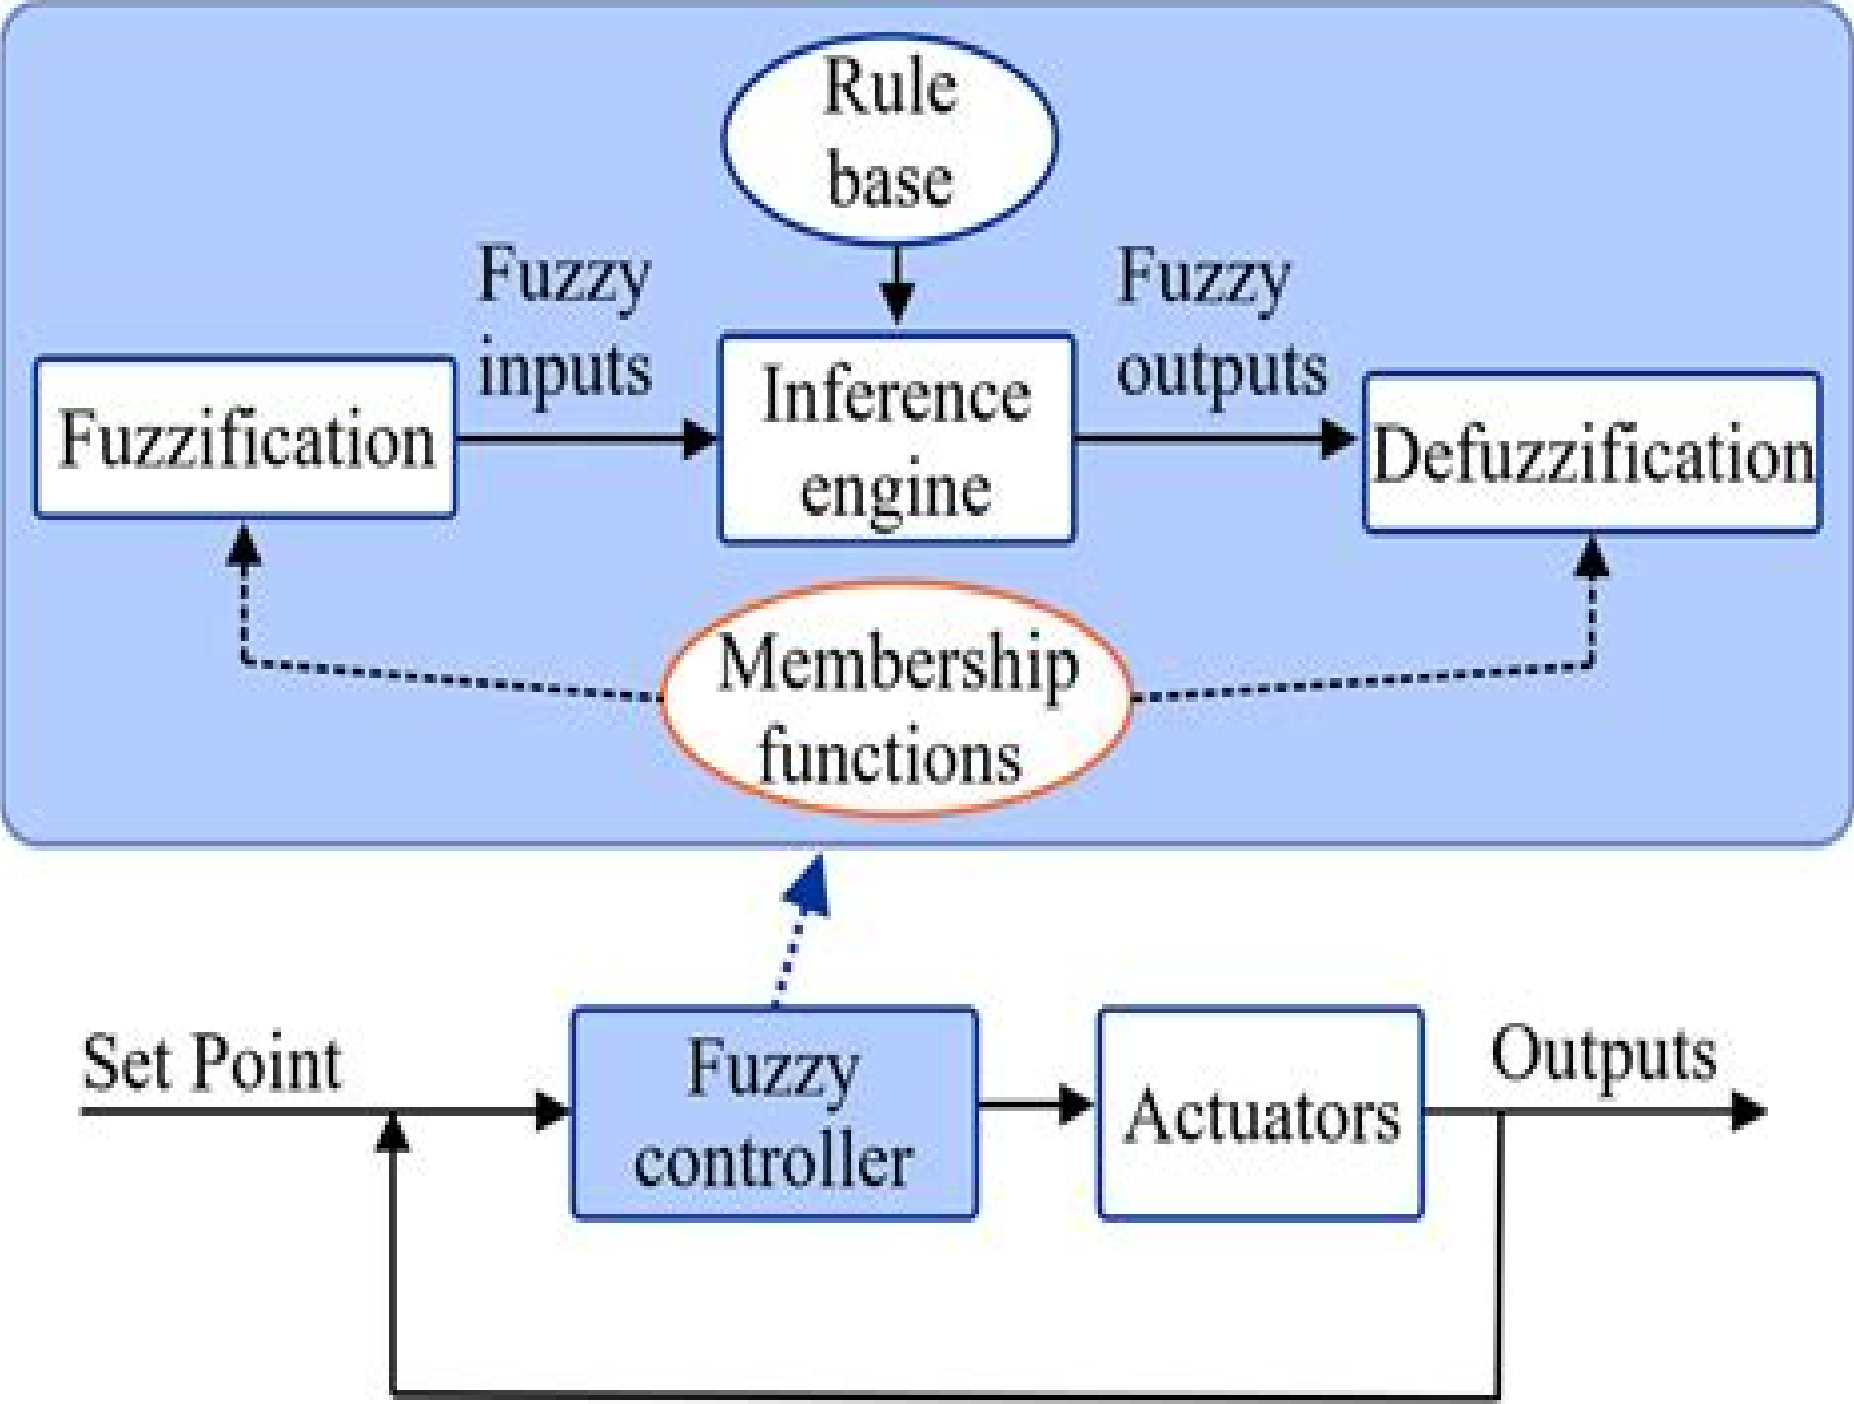 Rule
base
Fuzzy
inputs
Fuzzy
outputs
Fuzzification
Inference
engine
Defuzzification
Membership
functions
Set Point
Fuzzy
controller
Actuators
Outputs